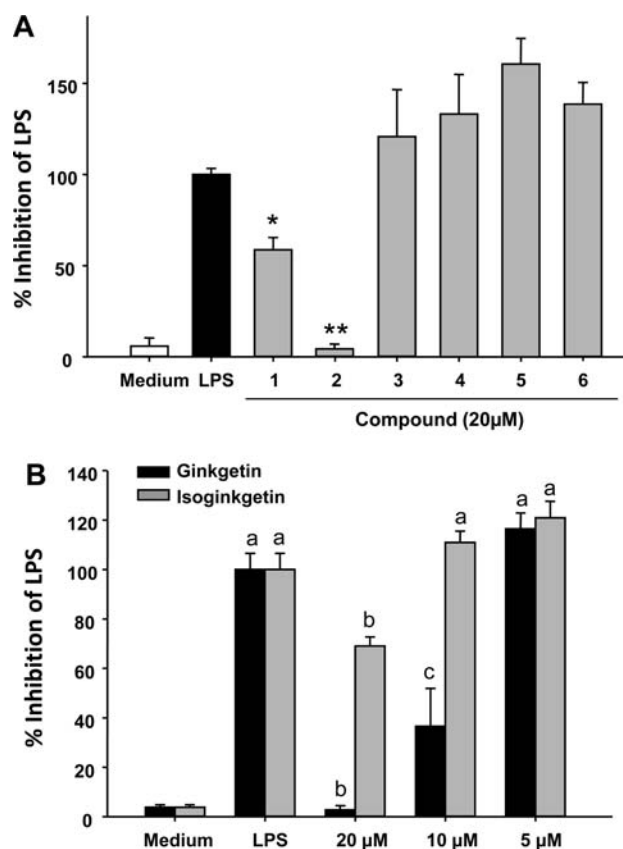 A
% Inhibition of LPS
150
100
50
0
*
**
Medium LPS 1 2 3 4 5 6
Compound (20µM)
B
Ginkgetin
Isoginkgetin
% Inhibition of LPS
140
120
100
80
60
40
20
0
a a b b c a a a
Medium LPS 20 µM 10 µM 5 µM